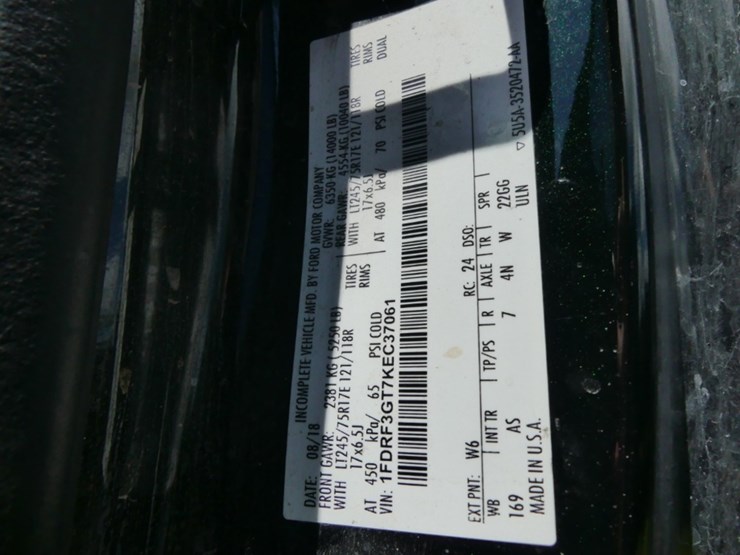 INCOMPLETE VEHICLE MFD. BY FORD MOTOR COMPANY
DATE: 08/18 GVWR: 6350 KG (14000 LB)
FRONT GAWR: 2381 KG (5250 LB) REAR GAWR: 4554 KG (10040 LB)
WITH LT245/75R17E 121/118R TIRES WITH LT245/75R17E 121/118R TIRES
17x6.5J RIMS 17x6.5J RIMS
AT 450 kPa/ 65 PSI COLD AT 480 kPa/ 70 PSI COLD DUAL
VIN: 1FDRF3GT7KEC37061
EXT PNT: W6 RC: 24 DSO:
WB INT TR TP/PS R AXLE TR SPR
169 AS 7 4N W 22GG
MADE IN U.S.A. ULN
▽ 5U5A-3520472-AA